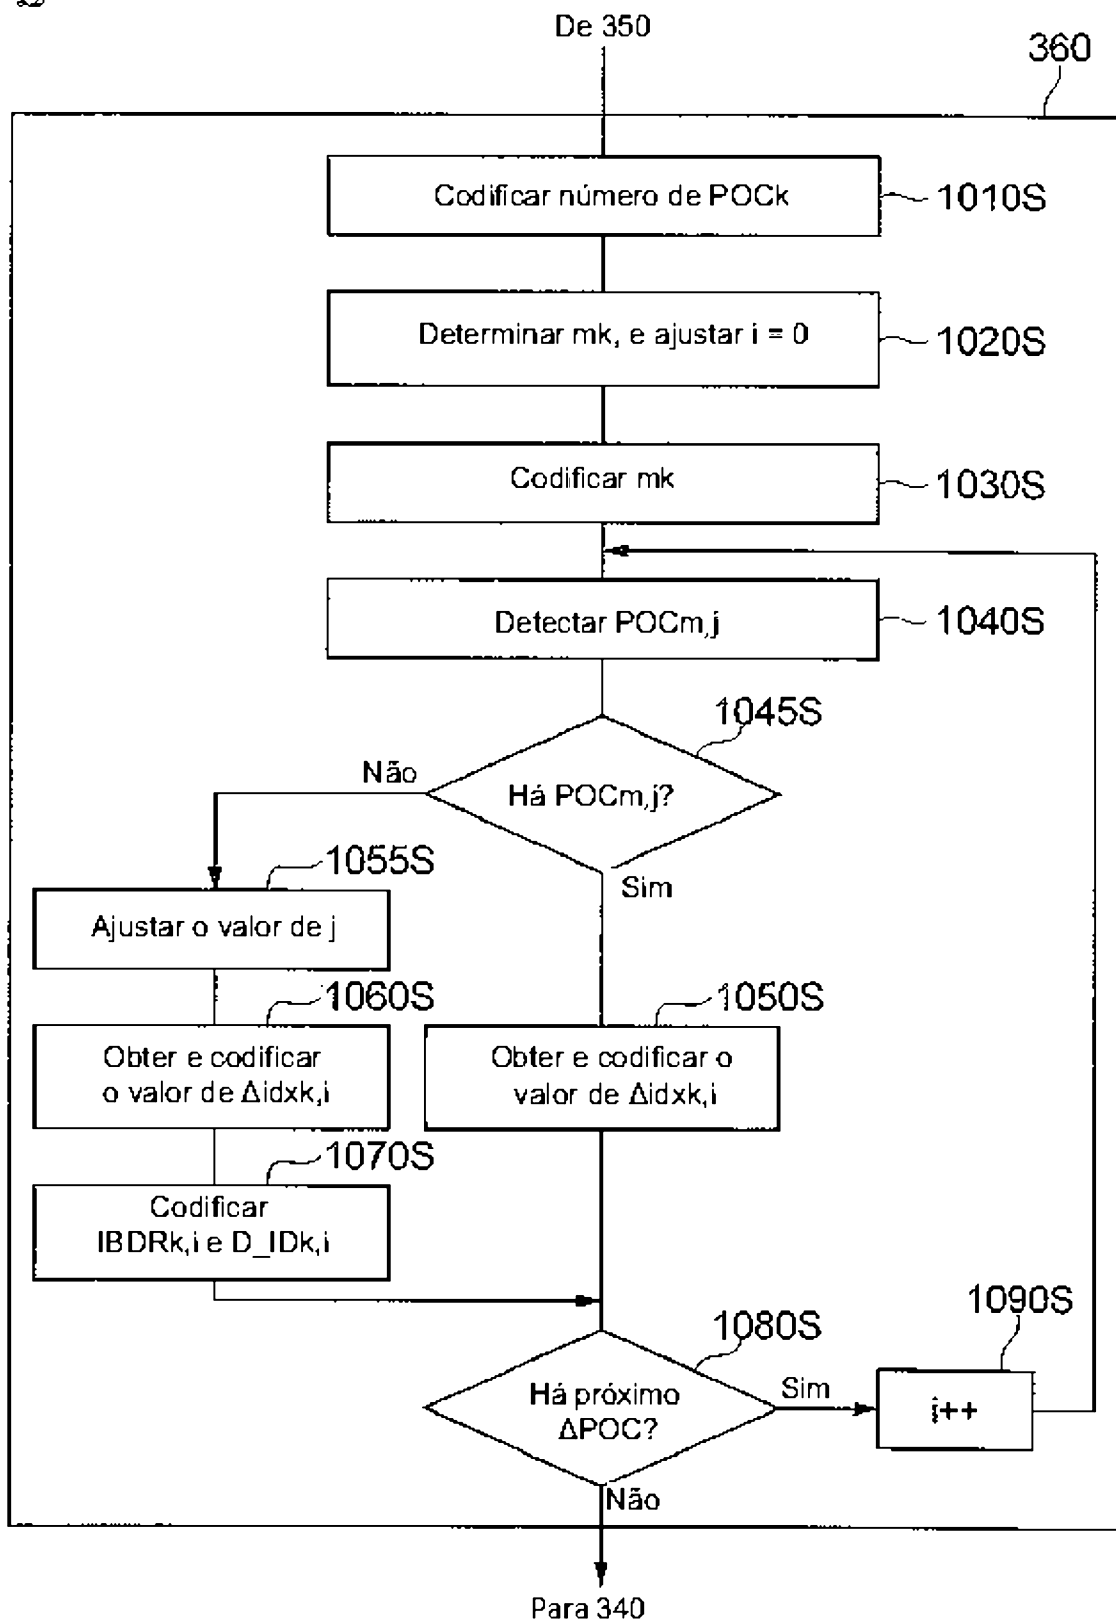 De 350
360
Codificar número de POCk
1010S
Determinar mk, e ajustar i = 0
1020S
Codificar mk
1030S
Detectar POCm,j
1040S
1045S
Há POCm,j?
Não
Sim
1055S
Ajustar o valor de j
1060S
Obter e codificar
o valor de Δidxk,i
1050S
Obter e codificar o
valor de Δidxk,i
1070S
Codificar
IBDRk,i e D_IDk,i
1080S
Há próximo
ΔPOC?
Sim
1090S
i++
Não
Para 340